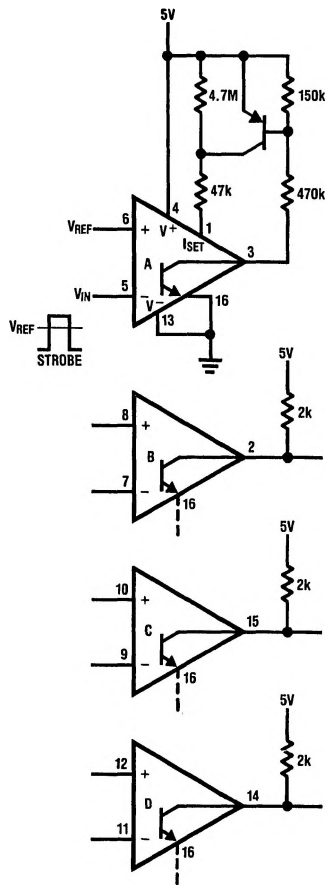 5V
4.7M
150k
47k
470k
4
1
V+
ISET
VREF
6
+
A
3
VIN
5
−
V−
16
13
VREF
STROBE
5V
2k
8
+
B
2
7
−
16
5V
2k
10
+
C
15
9
−
16
5V
2k
12
+
D
14
11
−
16